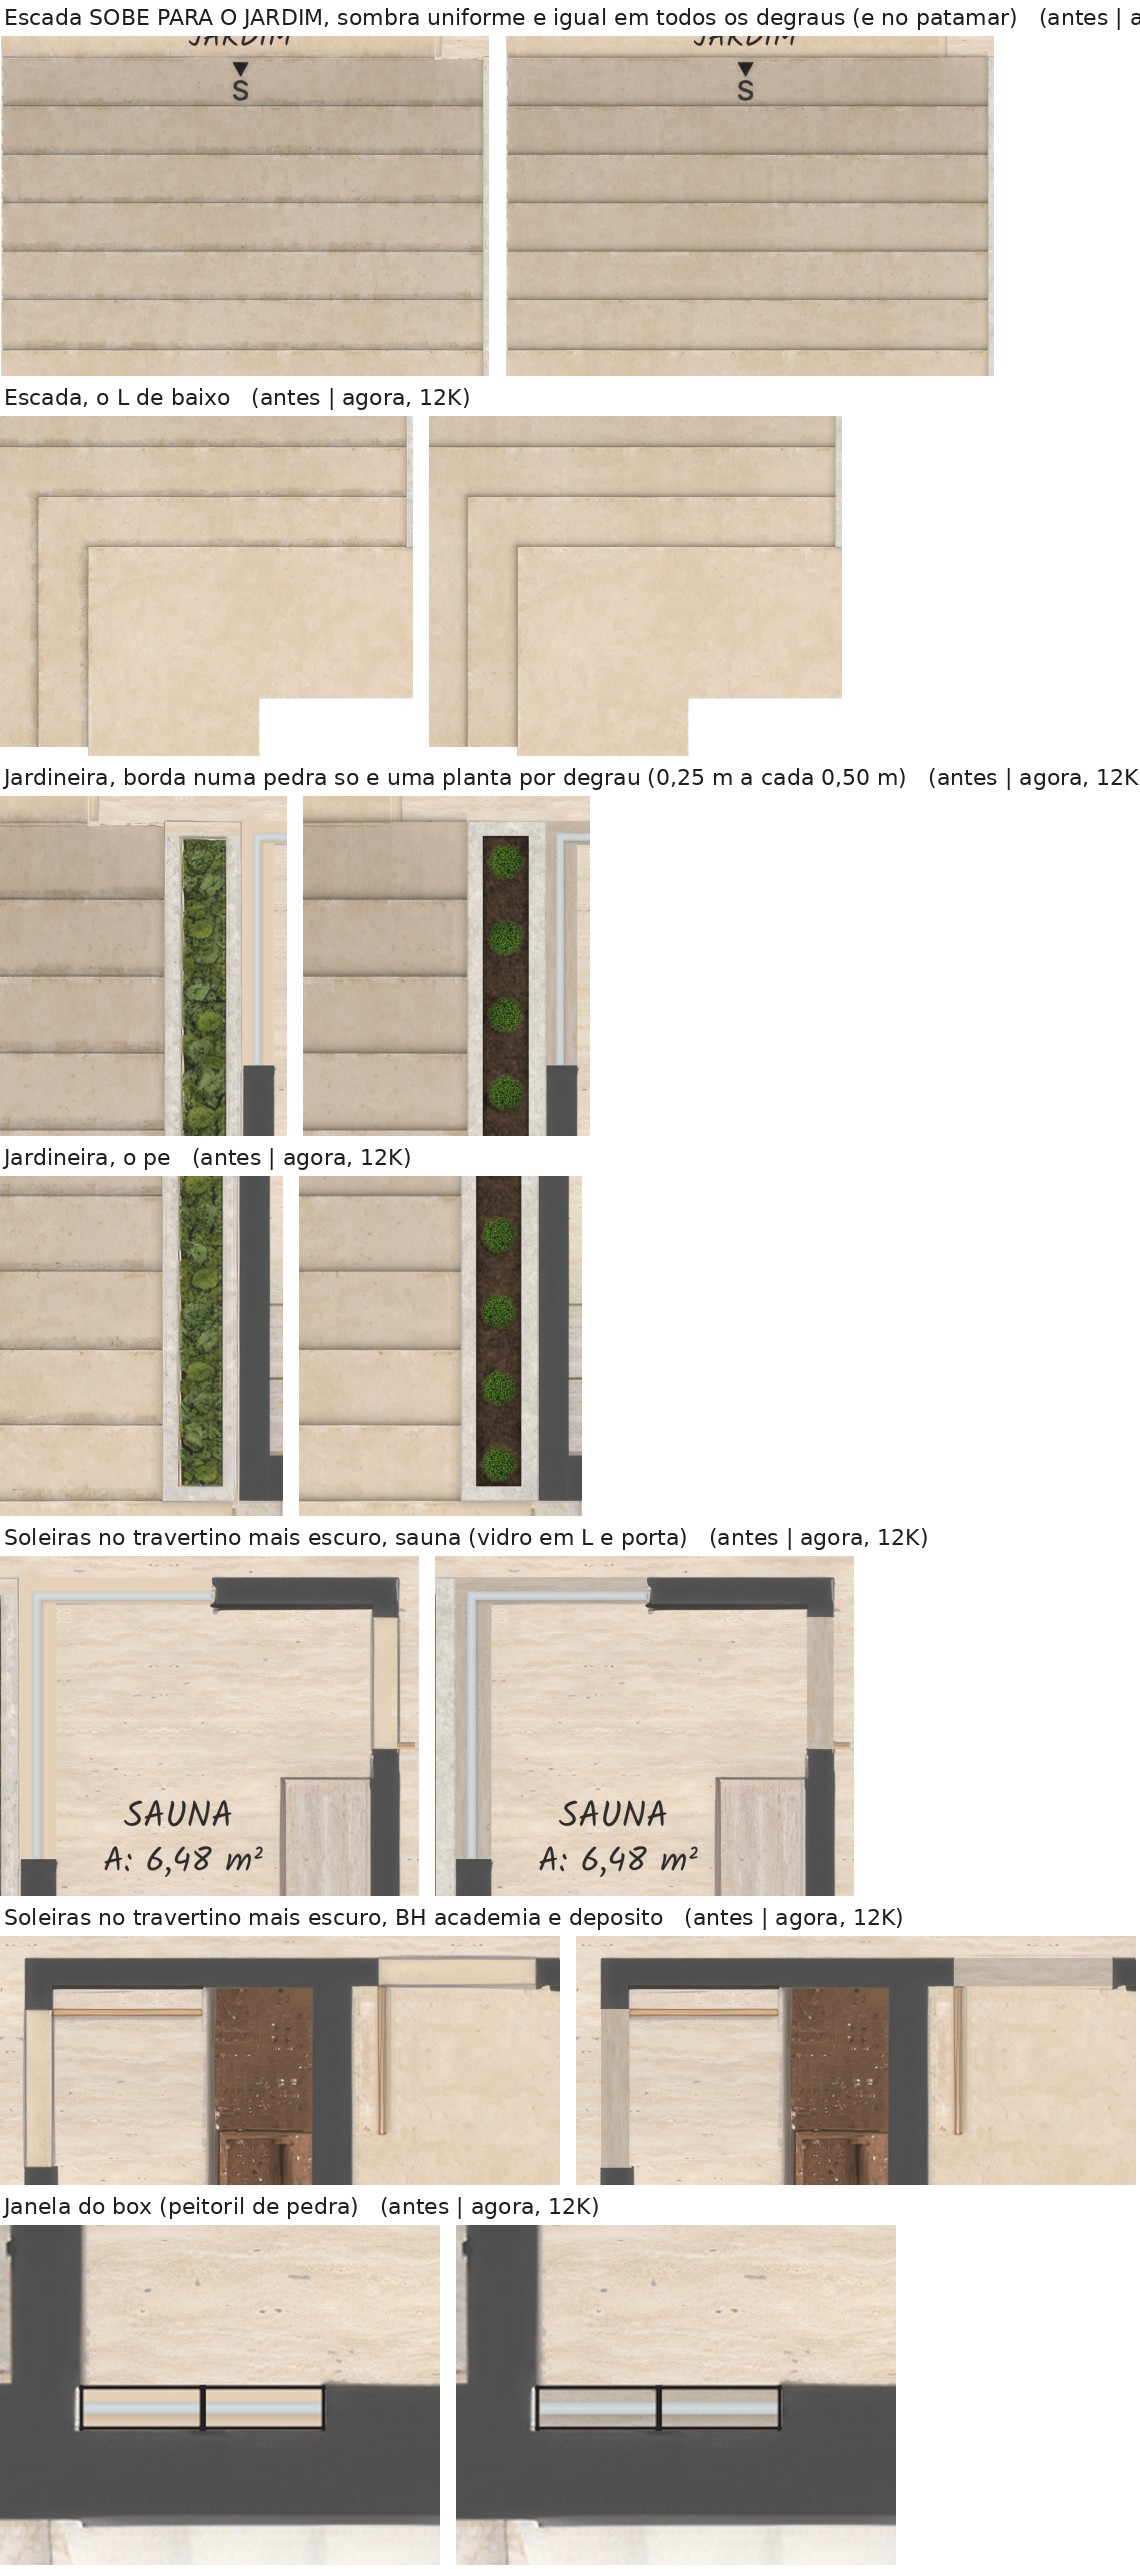 Escada SOBE PARA O JARDIM, sombra uniforme e igual em todos os degraus (e no patamar) (antes | a
JARDIM JARDIM
S S
Escada, o L de baixo (antes | agora, 12K)
Jardineira, borda numa pedra so e uma planta por degrau (0,25 m a cada 0,50 m) (antes | agora, 12K
Jardineira, o pe (antes | agora, 12K)
Soleiras no travertino mais escuro, sauna (vidro em L e porta) (antes | agora, 12K)
SAUNA SAUNA
A: 6,48 m² A: 6,48 m²
Soleiras no travertino mais escuro, BH academia e deposito (antes | agora, 12K)
Janela do box (peitoril de pedra) (antes | agora, 12K)